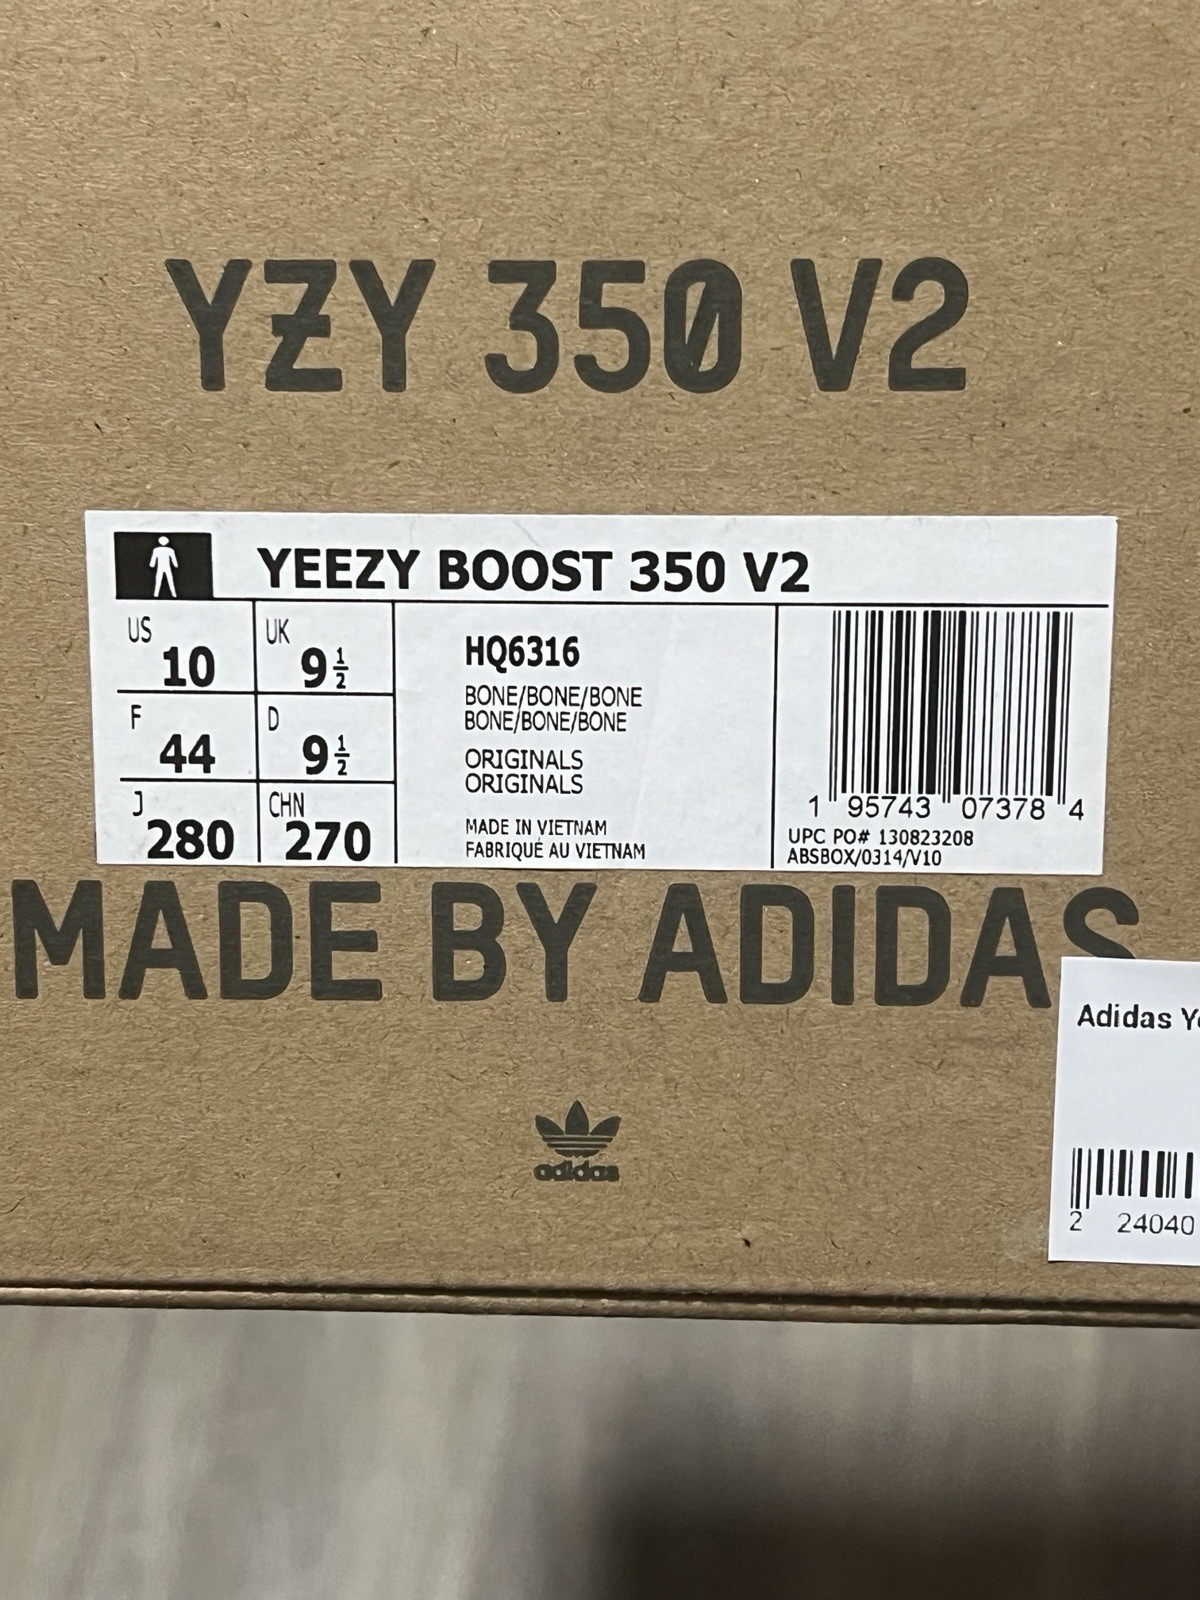 YZY 350 V2
YEEZY BOOST 350 V2
US 10 UK 9 1/2
F 44 D 9 1/2
J 280 CHN 270
HQ6316
BONE/BONE/BONE
BONE/BONE/BONE
ORIGINALS
ORIGINALS
MADE IN VIETNAM
FABRIQUÉ AU VIETNAM
1 95743 07378 4
UPC PO# 130823208
ABSBOX/0314/V10
MADE BY ADIDAS
adidas
Adidas
2 24040